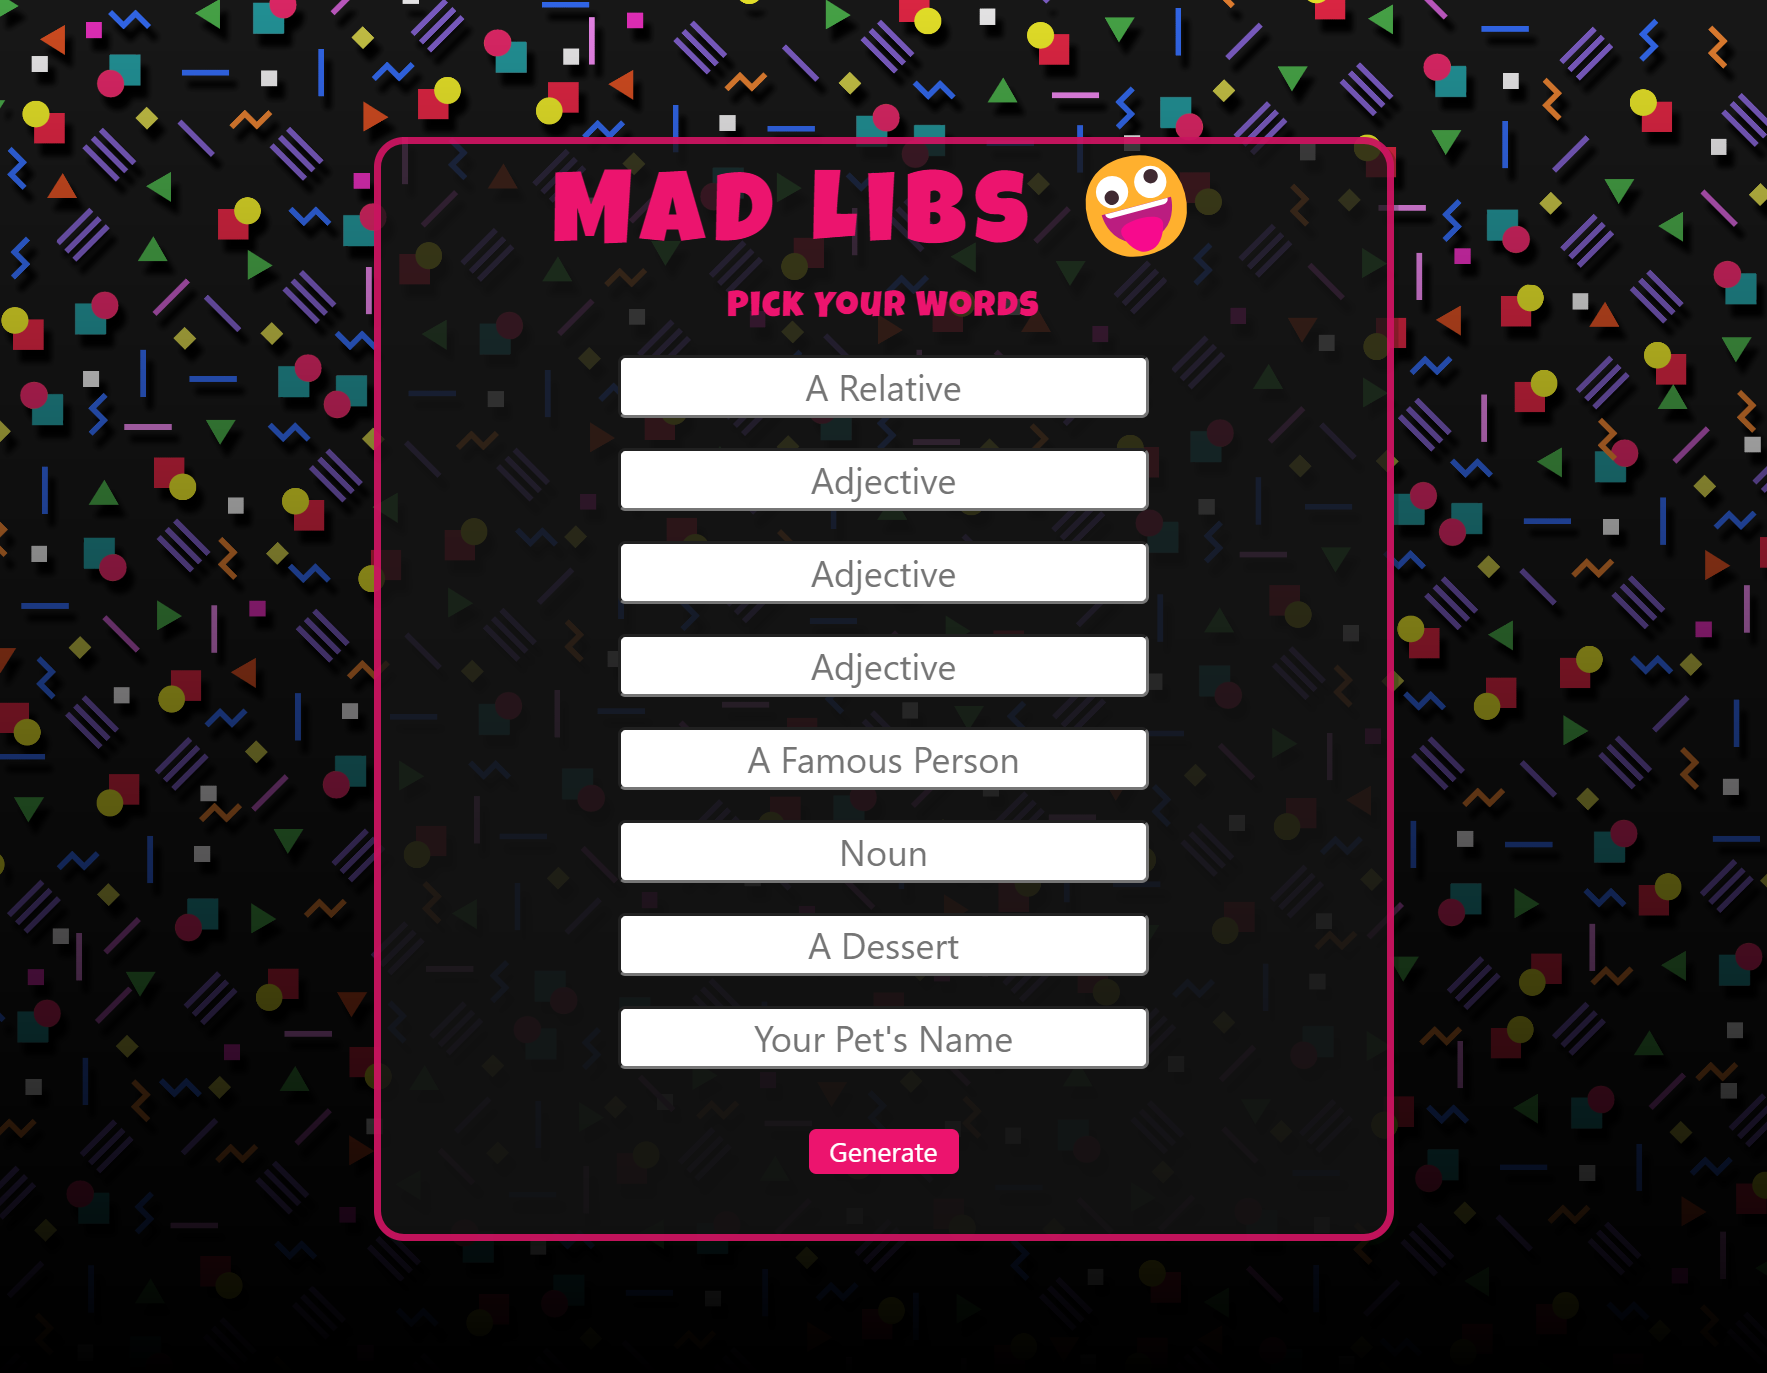 MAD LIBS
PICK YOUR WORDS
A Relative
Adjective
Adjective
Adjective
A Famous Person
Noun
A Dessert
Your Pet's Name
Generate